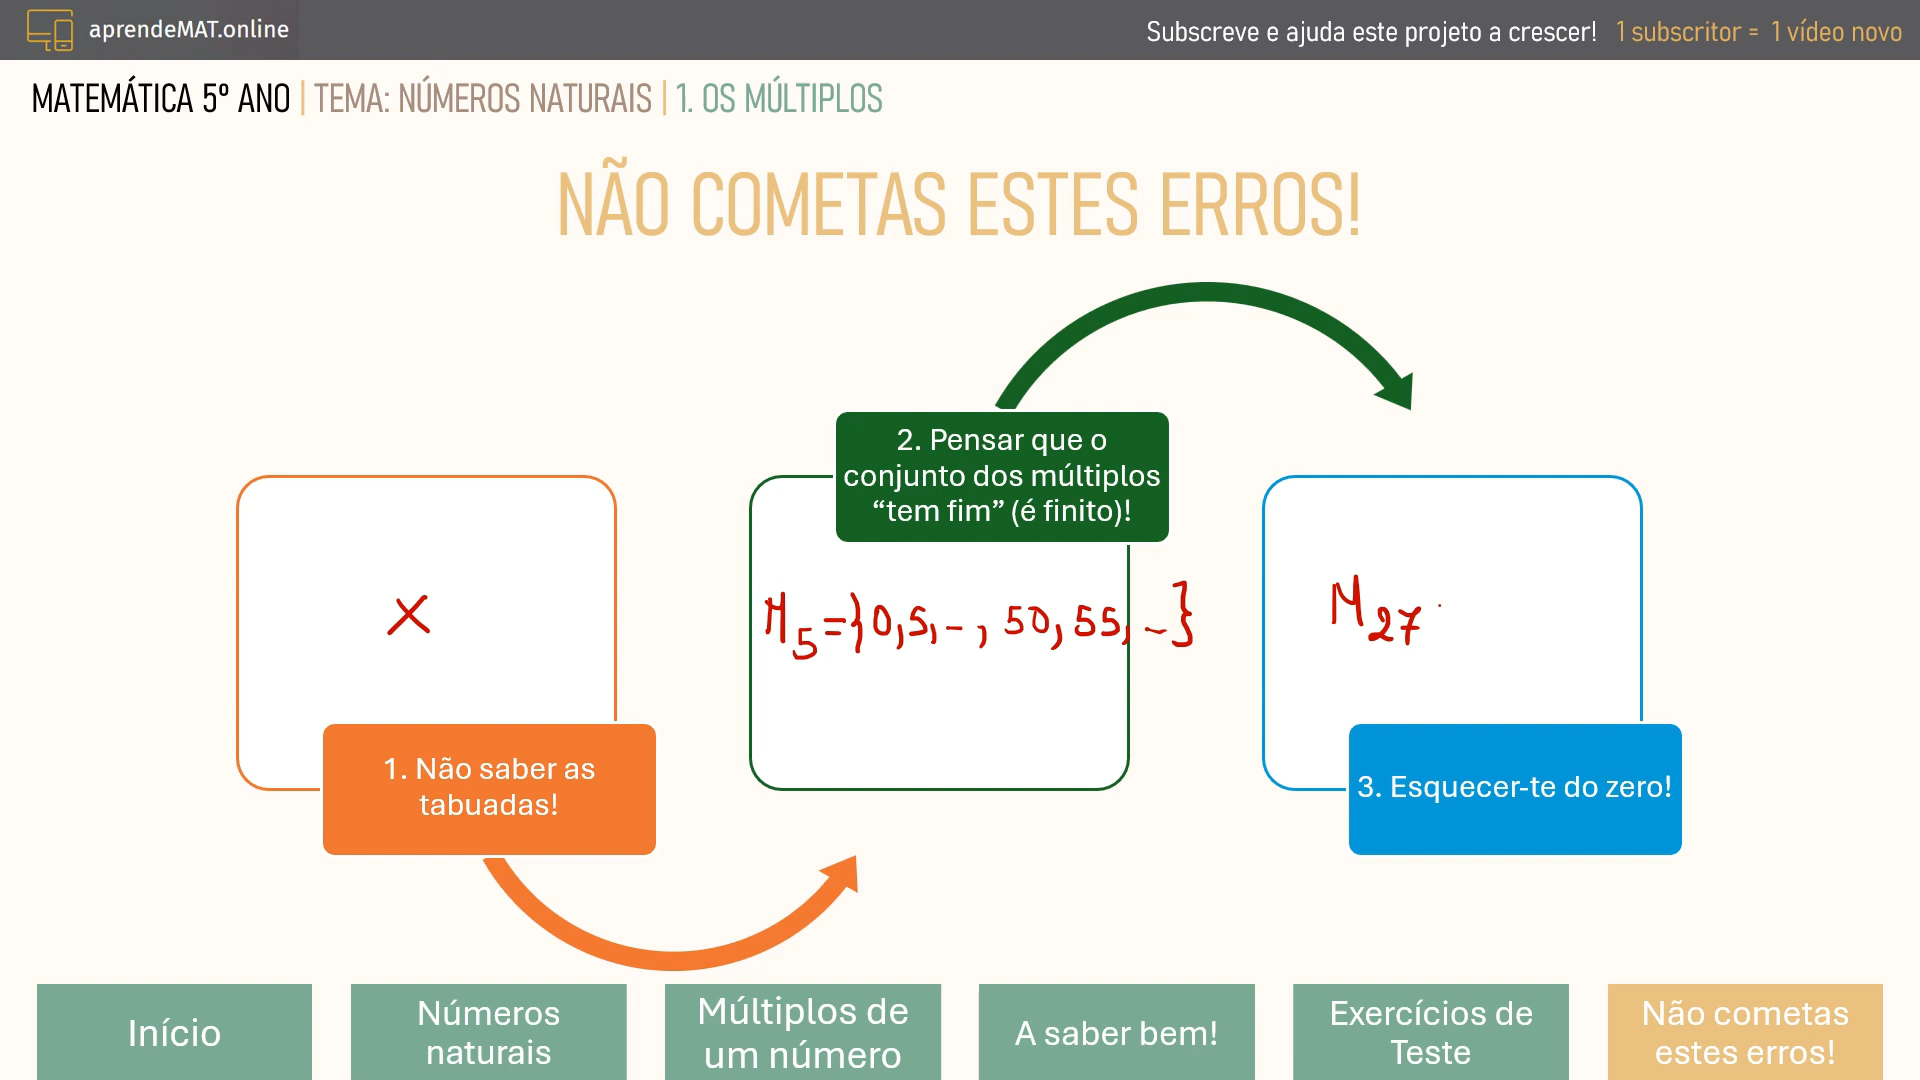 aprendeMAT.online
Subscreve e ajuda este projeto a crescer! 1 subscritor = 1 vídeo novo
MATEMÁTICA 5º ANO | TEMA: NÚMEROS NATURAIS | 1. OS MÚLTIPLOS
NÃO COMETAS ESTES ERROS!
2. Pensar que o
conjunto dos múltiplos
“tem fim” (é finito)!
X
M5={0,5,_, 50,55,_}
M27
1. Não saber as
tabuadas!
3. Esquecer-te do zero!
Início
Números
naturais
Múltiplos de
um número
A saber bem!
Exercícios de
Teste
Não cometas
estes erros!